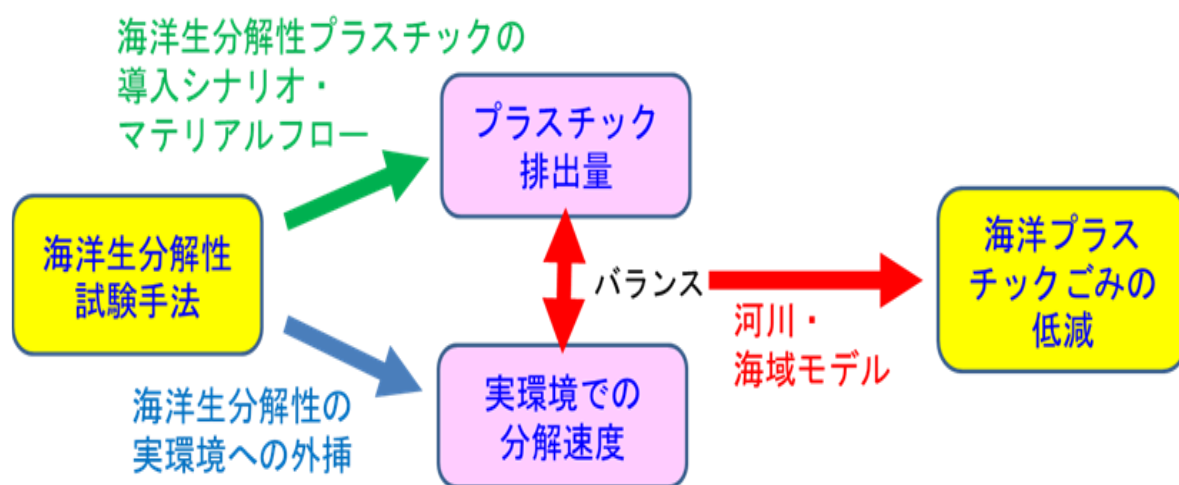 海洋生分解性プラスチックの
導入シナリオ・
マテリアルフロー
プラスチック
排出量
海洋生分解性
試験手法
バランス
河川・
海域モデル
海洋プラス
チックごみの
低減
海洋生分解性の
実環境への外挿
実環境での
分解速度